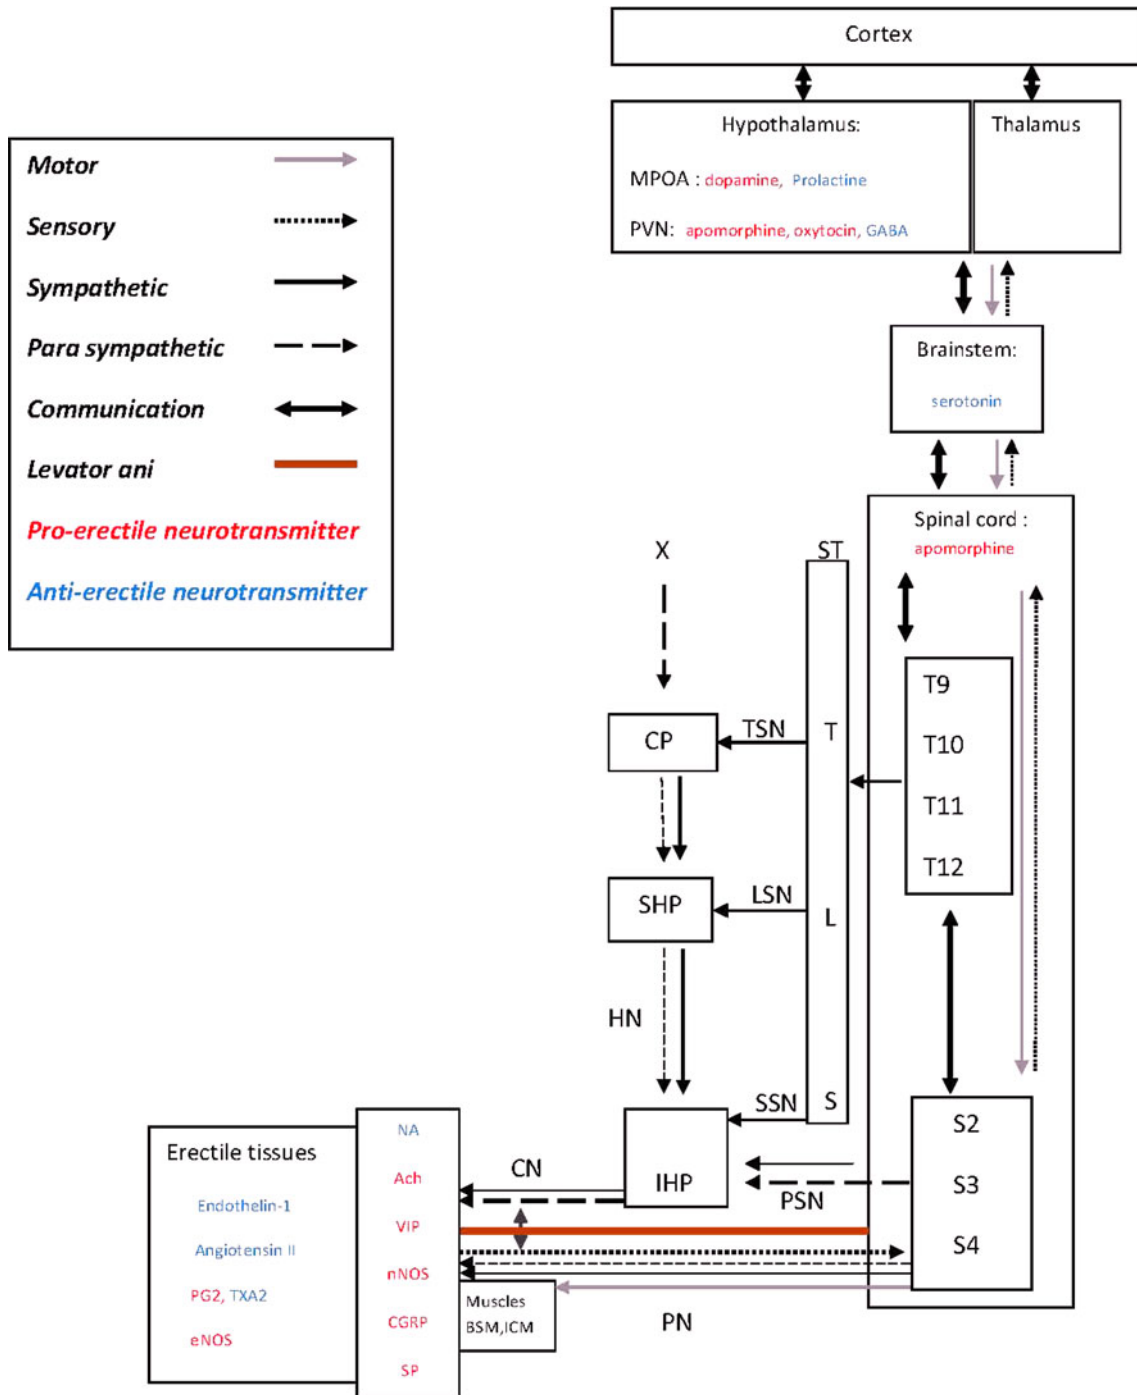 Cortex
Hypothalamus:
MPOA : dopamine, Prolactine
PVN: apomorphine, oxytocin, GABA
Thalamus
Motor
Sensory
Sympathetic
Para sympathetic
Communication
Levator ani
Pro-erectile neurotransmitter
Anti-erectile neurotransmitter
Brainstem:
serotonin
Spinal cord :
apomorphine
X
ST
T9
T10
T11
T12
CP
TSN
T
SHP
LSN
L
HN
SSN
S
S2
S3
S4
IHP
CN
PSN
PN
Erectile tissues
Endothelin-1
Angiotensin II
PG2, TXA2
eNOS
NA
Ach
VIP
nNOS
CGRP
SP
Muscles
BSM,ICM